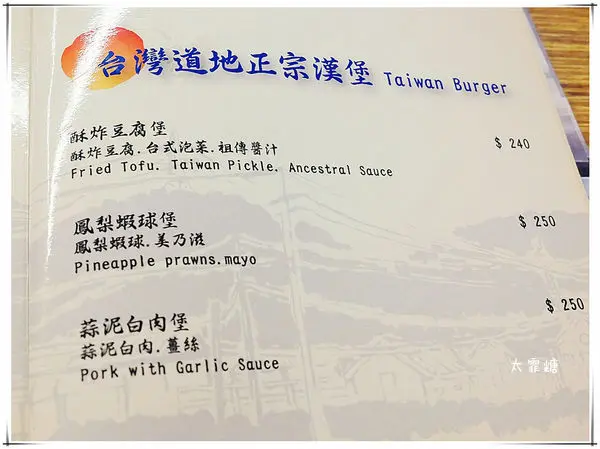 台灣道地正宗漢堡 Taiwan Burger
酥炸豆腐堡
酥炸豆腐.台式泡菜.祖傳醬汁 $ 240
Fried Tofu. Taiwan Pickle. Ancestral Sauce
鳳梨蝦球堡 $ 250
鳳梨蝦球.美乃滋
Pineapple prawns.mayo
蒜泥白肉堡 $ 250
蒜泥白肉.薑絲
Pork with Garlic Sauce
大霏糖